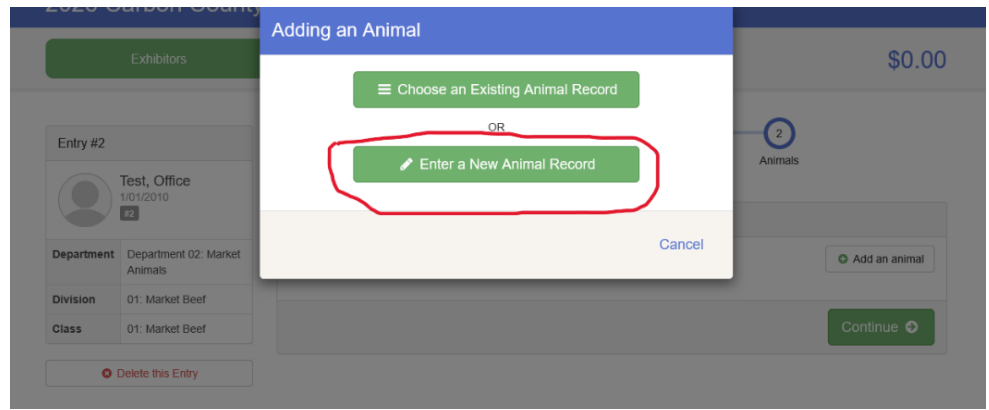 Adding an Animal
Exhibitors
$0.00
Choose an Existing Animal Record
OR
Enter a New Animal Record
Cancel
Entry #2
Test, Office
1/01/2010
#2
Department
Department 02: Market
Animals
Division
01: Market Beef
Class
01: Market Beef
Delete this Entry
2
Animals
Add an animal
Continue